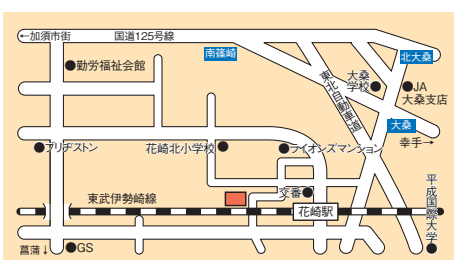 ←加須市街
国道125号線
南篠崎
北大桑
勤労福祉会館
東北自動車道
大桑
学校
JA
大桑支店
大桑
幸手→
ブリヂストン
花崎北小学校
ライオンズマンション
交番
平成国際大学
東武伊勢崎線
花崎駅
菖蒲↓
GS